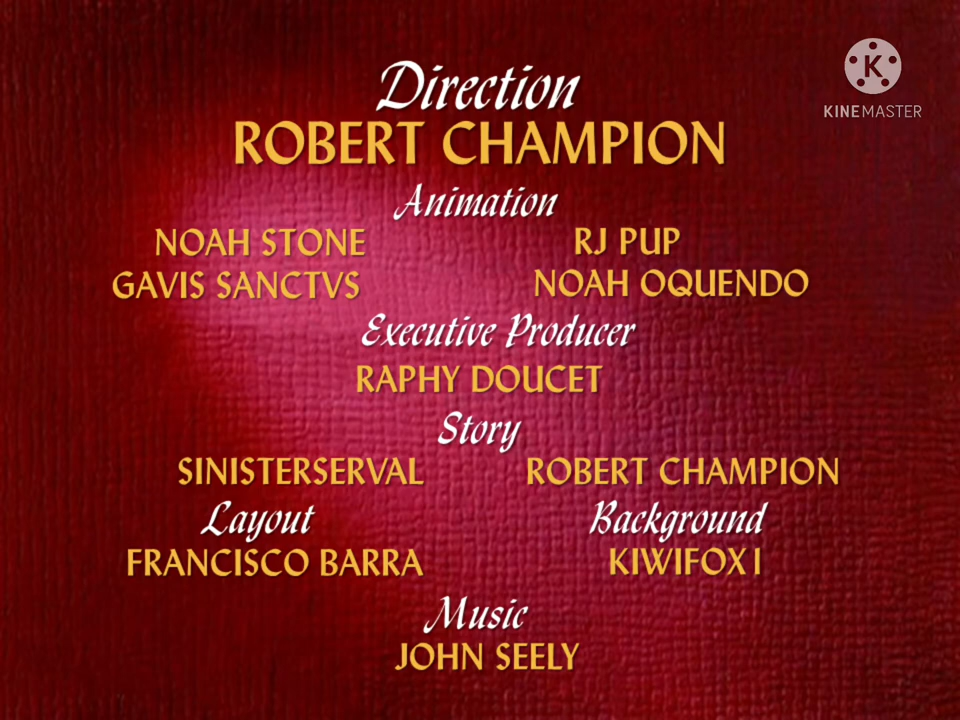 Direction
ROBERT CHAMPION
K
KINEMASTER
Animation
NOAH STONE RJ PUP
GAVIS SANCTVS NOAH OQUENDO
Executive Producer
RAPHY DOUCET
Story
SINISTERSERVAL ROBERT CHAMPION
Layout Background
FRANCISCO BARRA KIWIFOX I
Music
JOHN SEELY